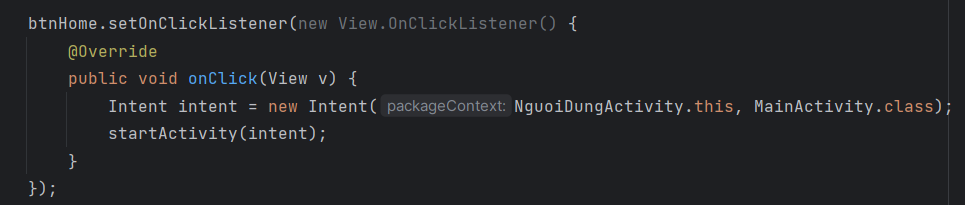 btnHome.setOnClickListener(new View.OnClickListener() {
@Override
public void onClick(View v) {
Intent intent = new Intent( packageContext: NguoiDungActivity.this, MainActivity.class);
startActivity(intent);
}
});